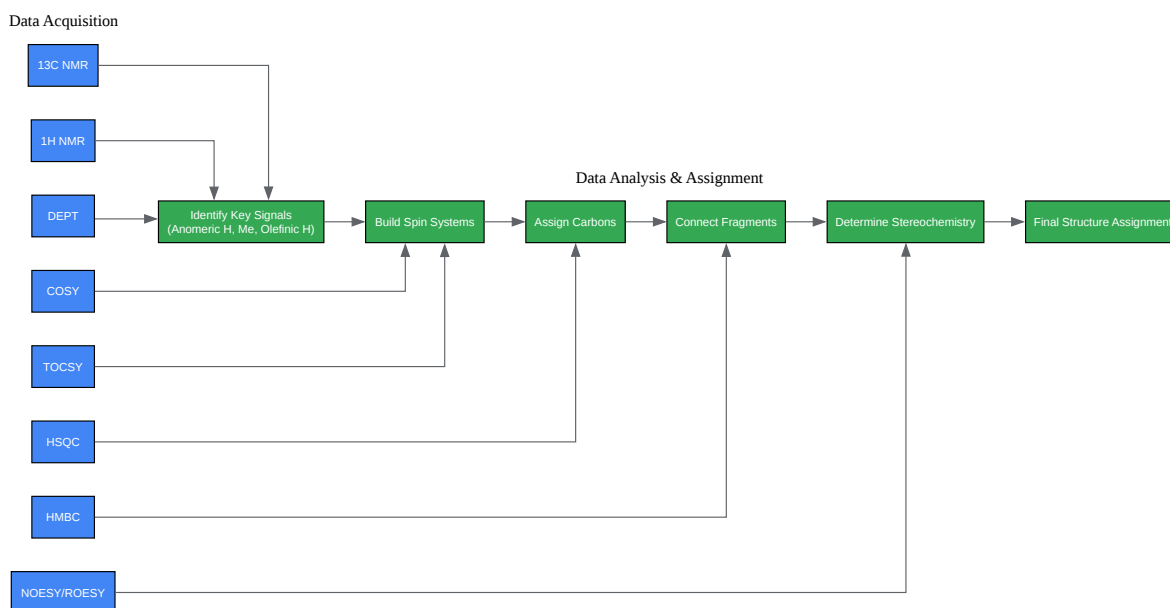 Data Acquisition
13C NMR
1H NMR
Data Analysis & Assignment
DEPT
Identify Key Signals
(Anomeric H, Me, Olefinic H)
Build Spin Systems
Assign Carbons
Connect Fragments
Determine Stereochemistry
Final Structure Assignment
COSY
TOCSY
HSQC
HMBC
NOESY/ROESY